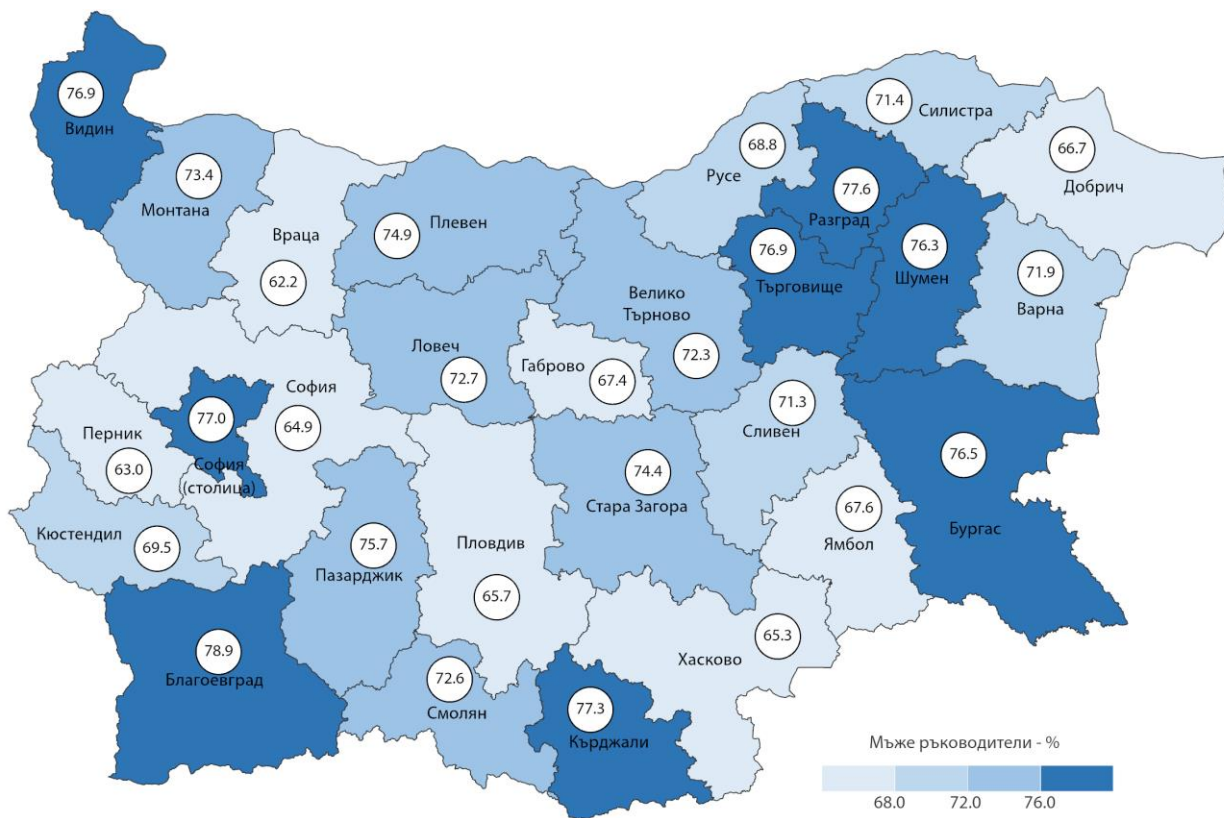 76.9
Видин
73.4
Монтана
Враца
62.2
74.9
Плевен
68.8
Русе
71.4
Силистра
66.7
Добрич
77.6
Разград
76.9
Търговище
76.3
Шумен
71.9
Варна
Велико
Търново
72.3
Ловеч
72.7
Габрово
67.4
София
64.9
77.0
София
(столица)
Перник
63.0
Кюстендил
69.5
75.7
Пазарджик
Пловдив
65.7
74.4
Стара Загора
71.3
Сливен
67.6
Ямбол
76.5
Бургас
78.9
Благоевград
72.6
Смолян
77.3
Кърджали
65.3
Хасково
Мъже ръководители - %
68.0 72.0 76.0